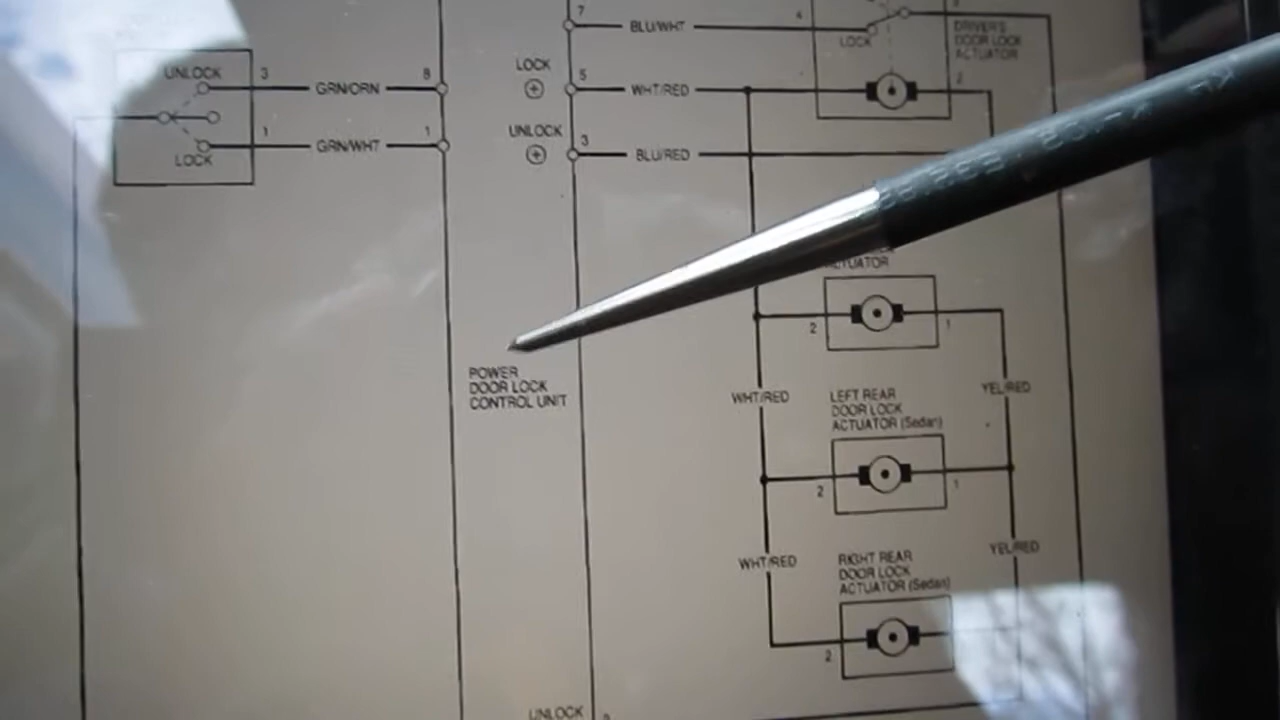 7
BLU/WHT
4
LOCK
DRIVER'S
DOOR LOCK
ACTUATOR
UNLOCK
3
GRN/ORN
8
LOCK
5
WHT/RED
2
1
GRN/WHT
1
LOCK
UNLOCK
3
BLU/RED
ACTUATOR
2
1
POWER
DOOR LOCK
CONTROL UNIT
WHT/RED
YEL/RED
LEFT REAR
DOOR LOCK
ACTUATOR (Sedan)
2
1
WHT/RED
YEL/RED
RIGHT REAR
DOOR LOCK
ACTUATOR (Sedan)
2
UNLOCK